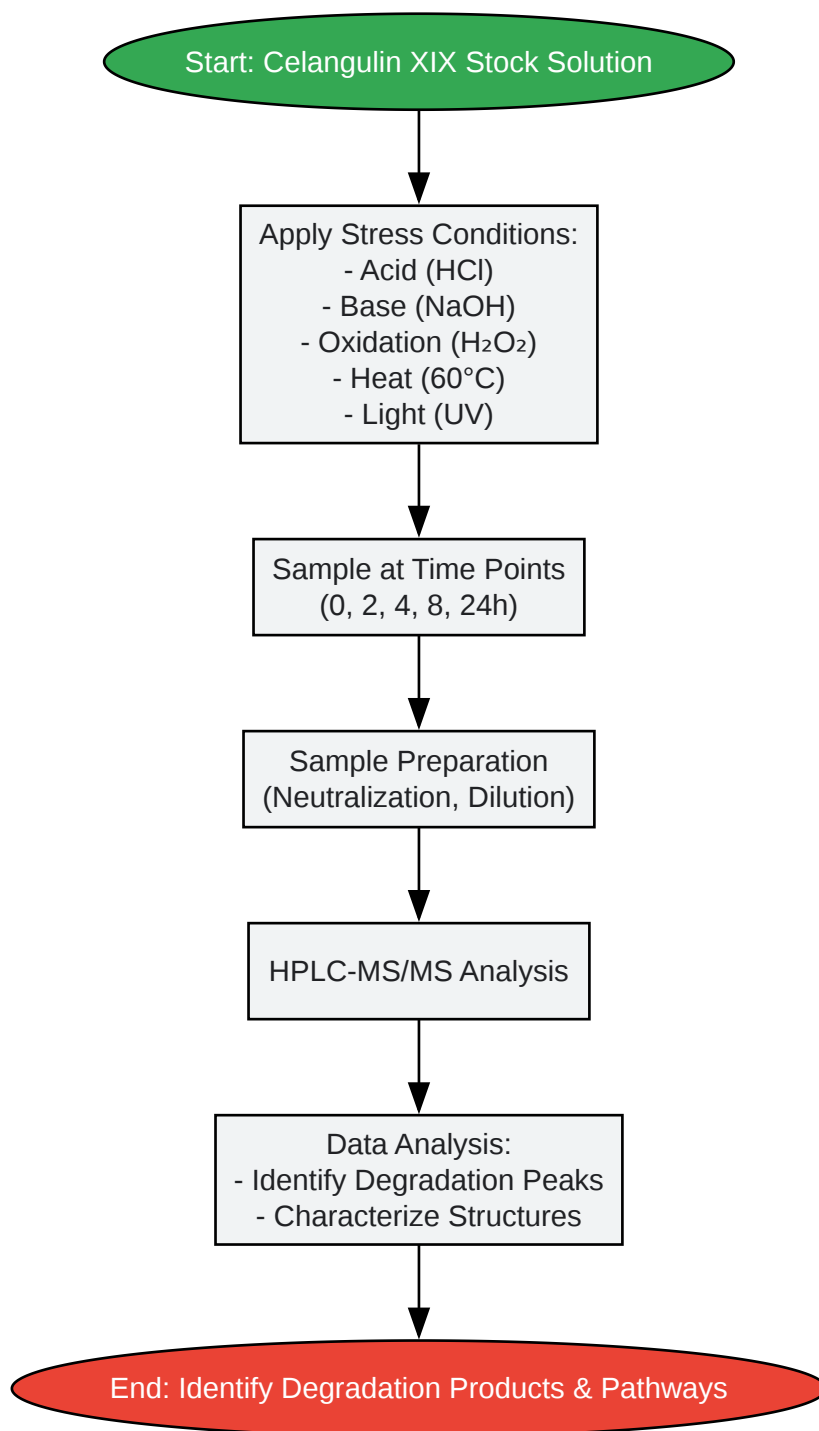 Start: Celangulin XIX Stock Solution
Apply Stress Conditions:
- Acid (HCl)
- Base (NaOH)
- Oxidation (H₂O₂)
- Heat (60°C)
- Light (UV)
Sample at Time Points
(0, 2, 4, 8, 24h)
Sample Preparation
(Neutralization, Dilution)
HPLC-MS/MS Analysis
Data Analysis:
- Identify Degradation Peaks
- Characterize Structures
End: Identify Degradation Products & Pathways